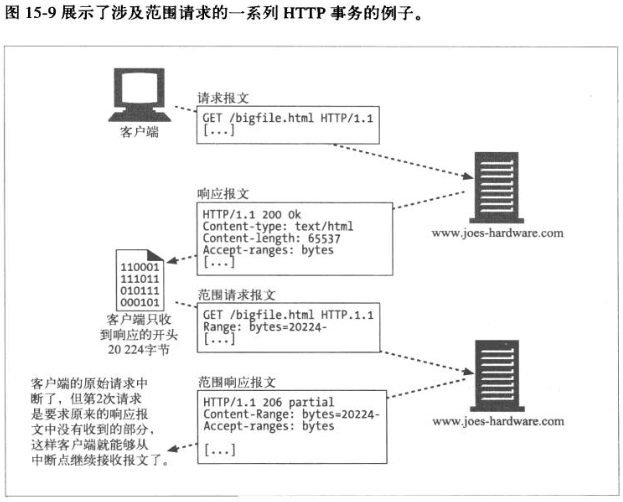 图 15-9 展示了涉及范围请求的一系列 HTTP 事务的例子。
请求报文
GET /bigfile.html HTTP/1.1
[...]
客户端
响应报文
HTTP/1.1 200 Ok
Content-type: text/html
Content-length: 65537
Accept-ranges: bytes
[...]
www.joes-hardware.com
110001
111011
010111
000101
客户端只收
到响应的开头
20 224字节
范围请求报文
GET /bigfile.html HTTP.1.1
Range: bytes=20224-
[...]
客户端的原始请求中
断了，但第2次请求
是要求原来的响应报
文中没有收到的部分，
这样客户端就能够从
中断点继续接收报文了。
范围响应报文
HTTP/1.1 206 partial
Content-Range: bytes=20224-
Accept-ranges: bytes
[...]
www.joes-hardware.com